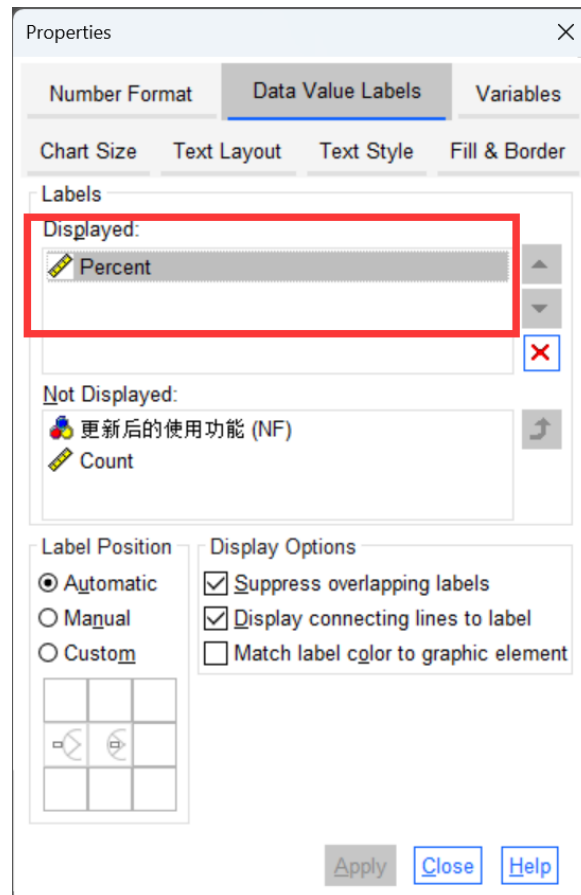 Properties
Number Format Data Value Labels Variables
Chart Size Text Layout Text Style Fill & Border
Labels
Displayed:
Percent
Not Displayed:
更新后的使用功能 (NF)
Count
Label Position Display Options
Automatic Suppress overlapping labels
Manual Display connecting lines to label
Custom Match label color to graphic element
Apply Close Help